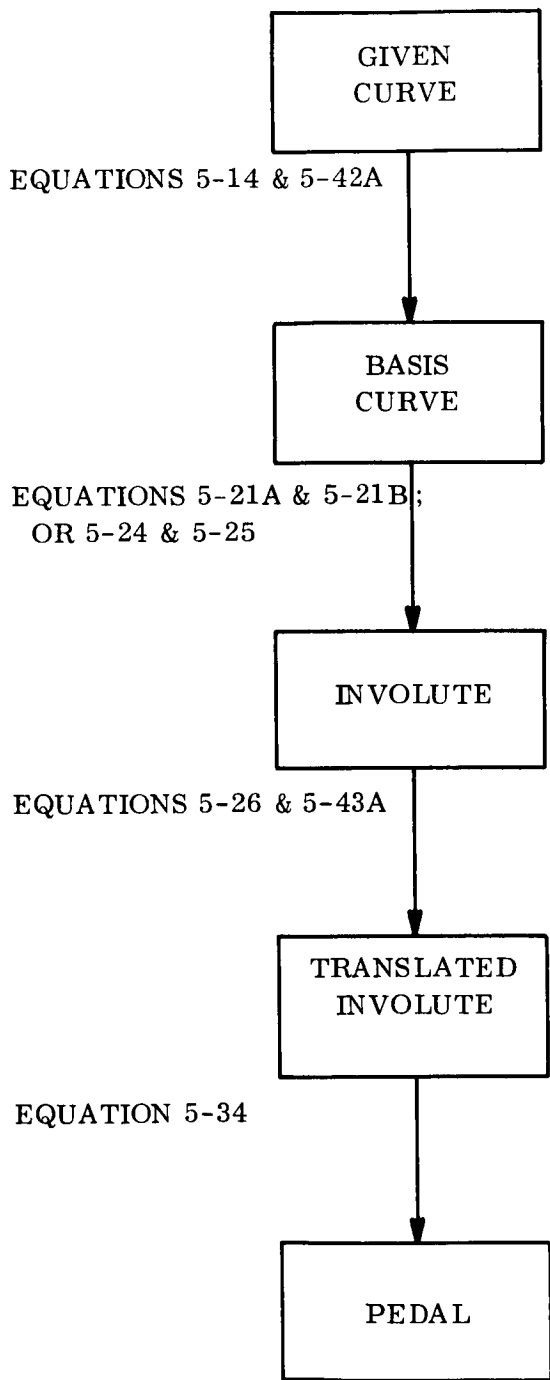 GIVEN
CURVE
EQUATIONS 5-14 & 5-42A
BASIS
CURVE
EQUATIONS 5-21A & 5-21B;
OR 5-24 & 5-25
INVOLUTE
EQUATIONS 5-26 & 5-43A
TRANSLATED
INVOLUTE
EQUATION 5-34
PEDAL